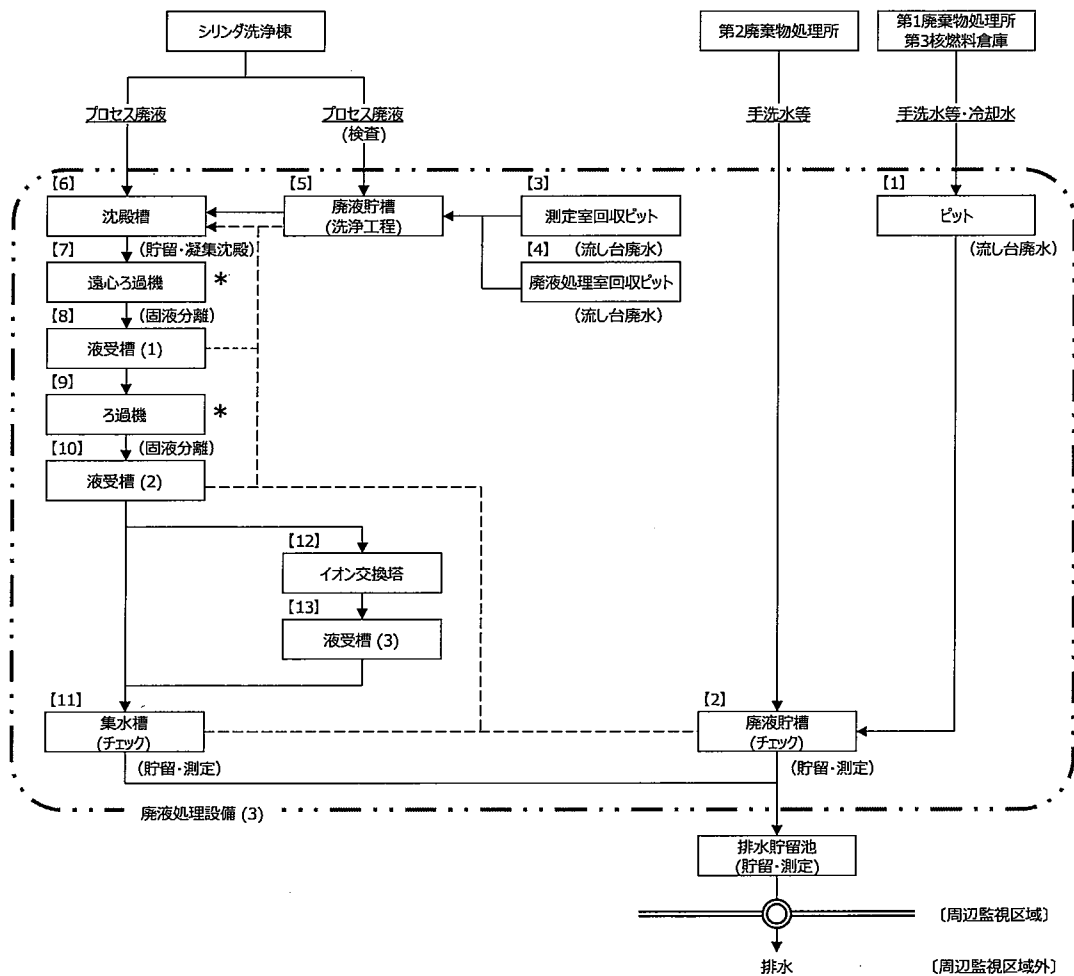 シリンダ洗浄棟
第2廃棄物処理所
第1廃棄物処理所
第3核燃料倉庫
プロセス廃液
プロセス廃液
(検査)
手洗水等
手洗水等・冷却水
【6】
沈殿槽
(貯留・凝集沈殿)
【5】
廃液貯槽
(洗浄工程)
【3】
測定室回収ピット
(流し台廃水)
【4】
廃液処理室回収ピット
(流し台廃水)
【1】
ピット
(流し台廃水)
【7】
遠心ろ過機
*
(固液分離)
【8】
液受槽 (1)
【9】
ろ過機
*
(固液分離)
【10】
液受槽 (2)
【12】
イオン交換塔
【13】
液受槽 (3)
【11】
集水槽
(チェック)
(貯留・測定)
【2】
廃液貯槽
(チェック)
(貯留・測定)
廃液処理設備 (3)
排水貯留池
(貯留・測定)
〔周辺監視区域〕
排水
〔周辺監視区域外〕